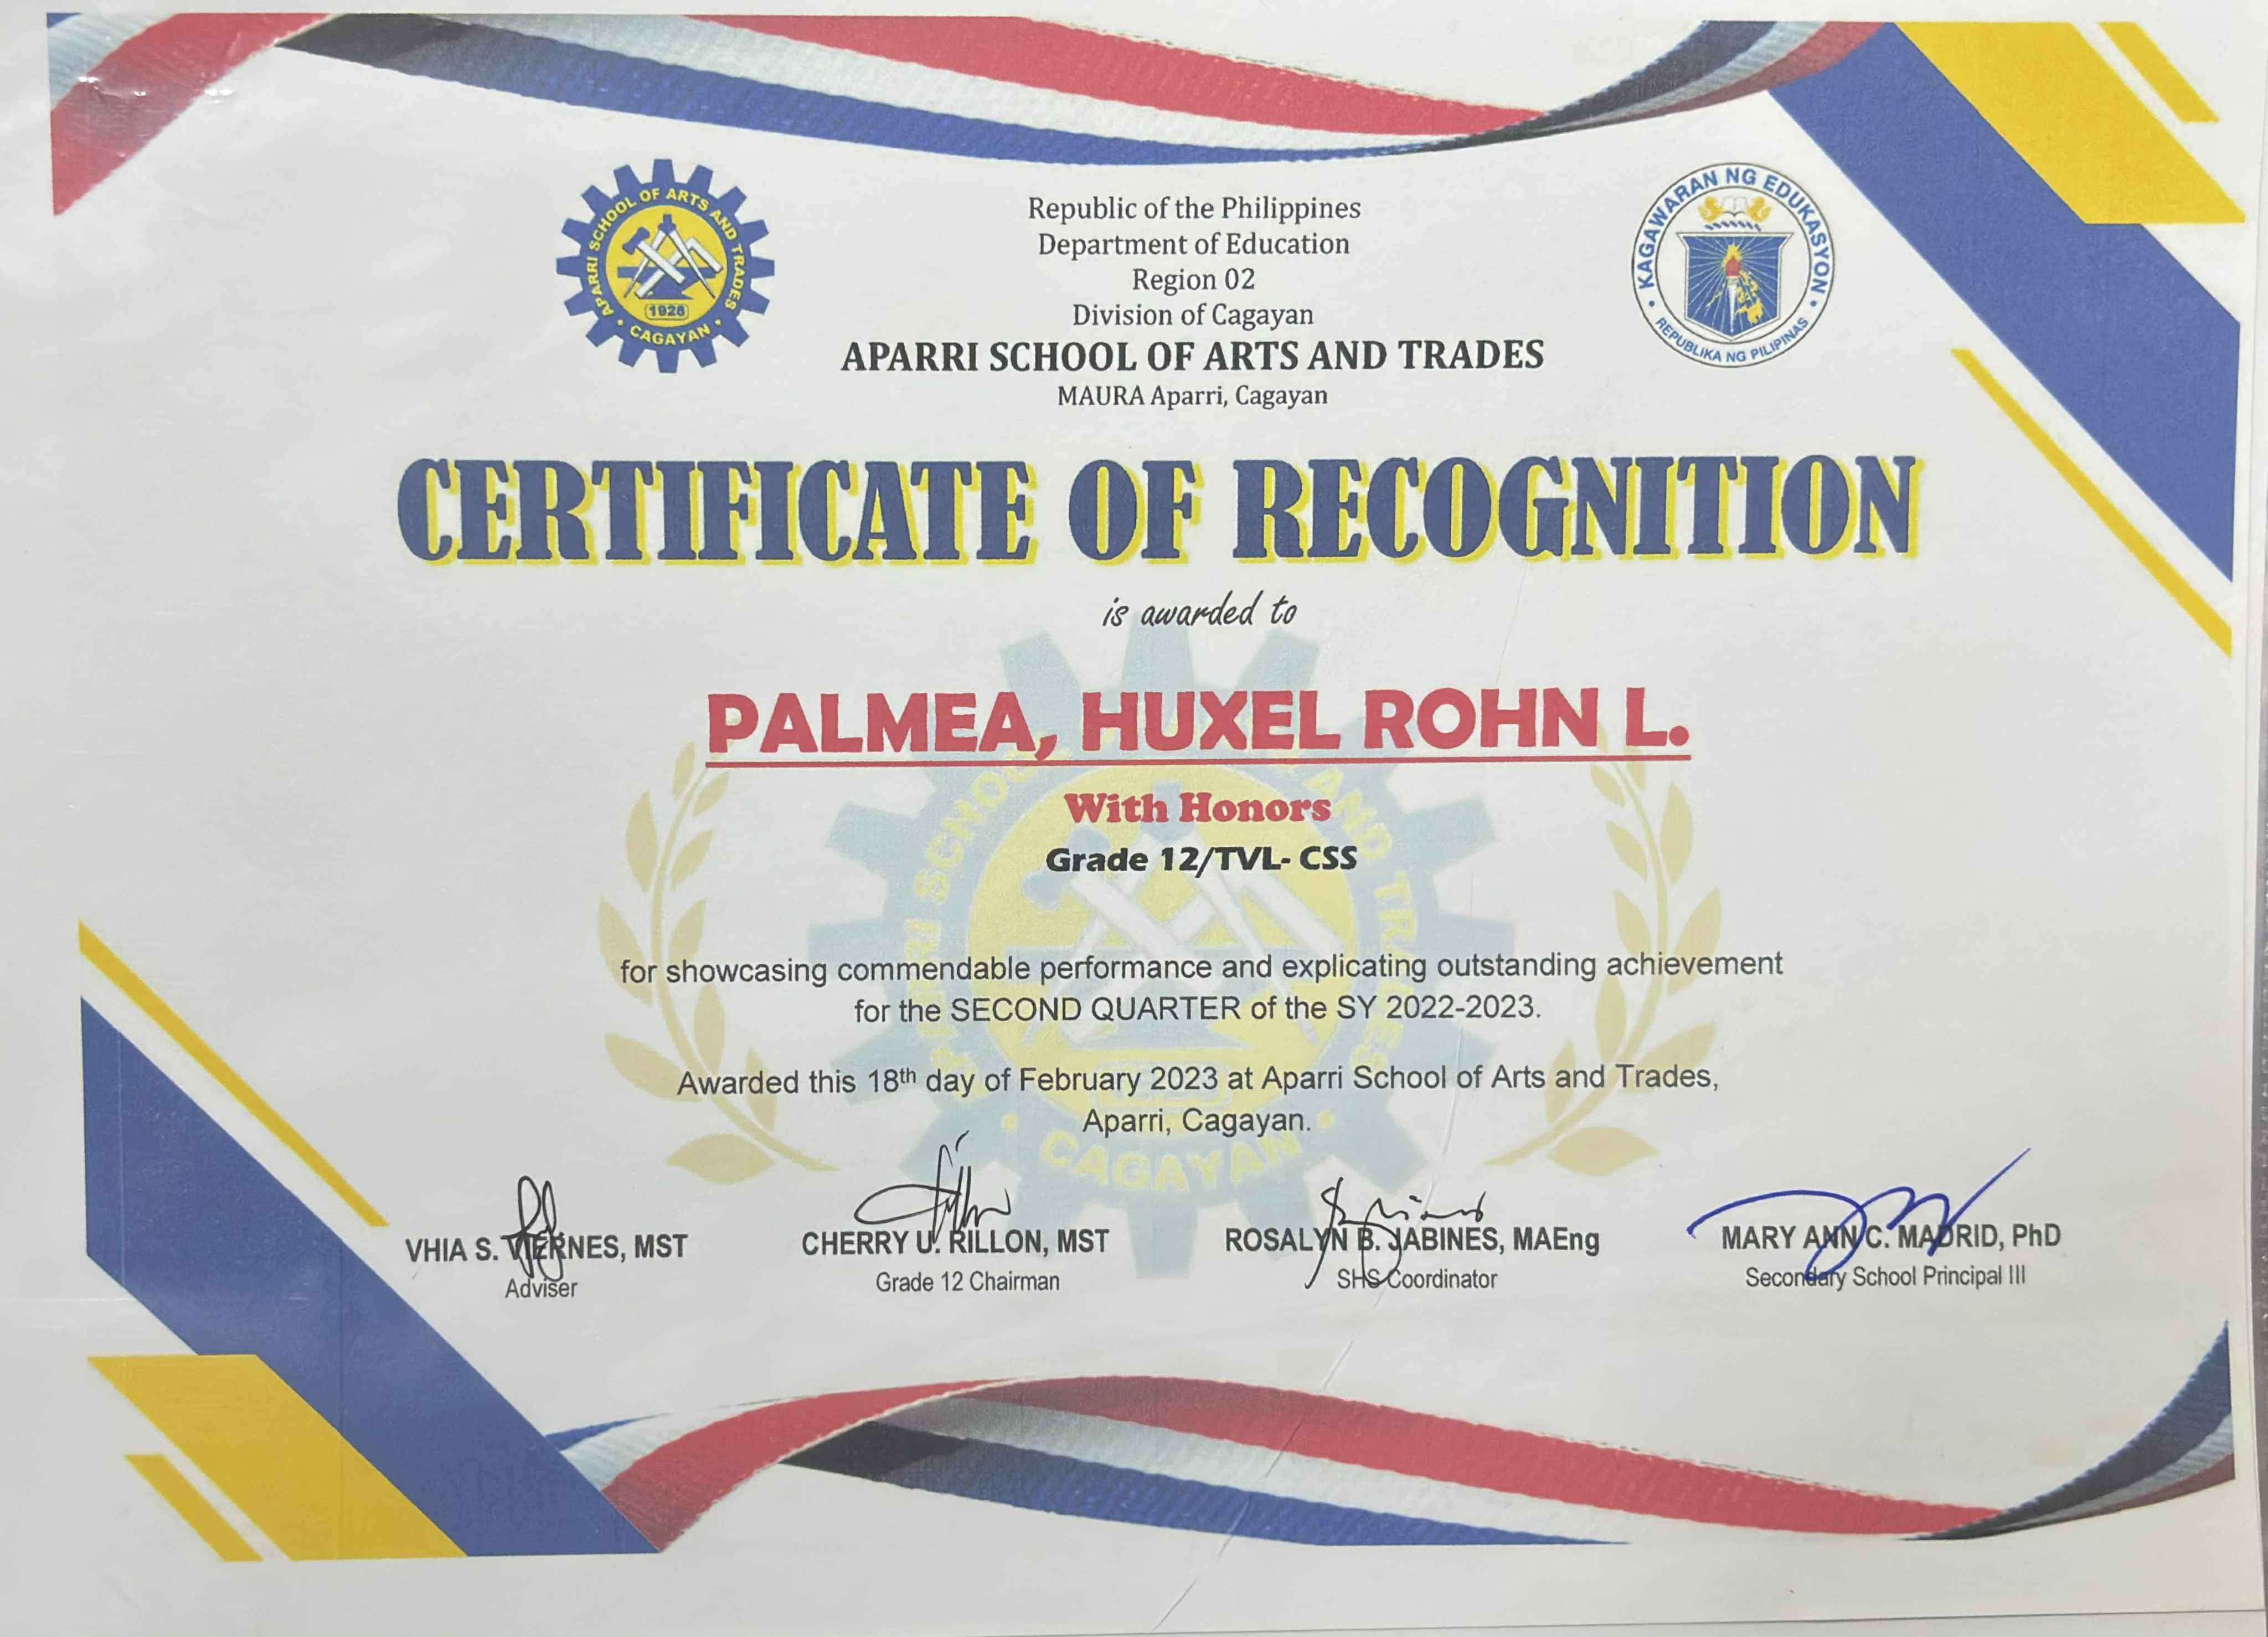 APARRI SCHOOL OF ARTS AND TRADES
1928
• CAGAYAN •
Republic of the Philippines
Department of Education
Region 02
Division of Cagayan
APARRI SCHOOL OF ARTS AND TRADES
MAURA Aparri, Cagayan
KAGAWARAN NG EDUKASYON
• REPUBLIKA NG PILIPINAS •
CERTIFICATE OF RECOGNITION
is awarded to
PALMEA, HUXEL ROHN L.
With Honors
Grade 12/TVL- CSS
for showcasing commendable performance and explicating outstanding achievement
for the SECOND QUARTER of the SY 2022-2023.
Awarded this 18th day of February 2023 at Aparri School of Arts and Trades,
Aparri, Cagayan.
• CAGAYAN •
VHIA S. VIERNES, MST CHERRY U. RILLON, MST ROSALYN B. JABINES, MAEng MARY ANN C. MADRID, PhD
Adviser Grade 12 Chairman SHS Coordinator Secondary School Principal III